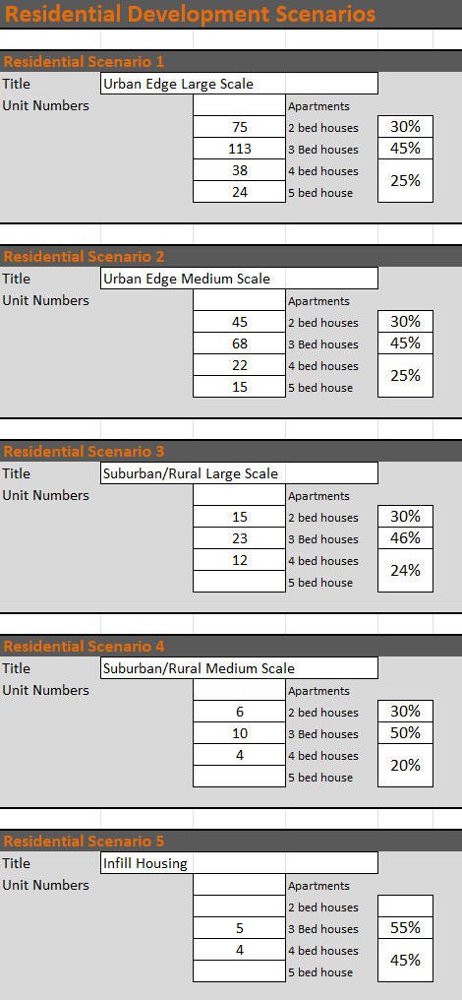 Residential Development Scenarios
Residential Scenario 1
Title Urban Edge Large Scale
Unit Numbers Apartments
75 2 bed houses 30%
113 3 Bed houses 45%
38 4 bed houses
25%
24 5 bed house
Residential Scenario 2
Title Urban Edge Medium Scale
Unit Numbers Apartments
45 2 bed houses 30%
68 3 Bed houses 45%
22 4 bed houses
25%
15 5 bed house
Residential Scenario 3
Title Suburban/Rural Large Scale
Unit Numbers Apartments
15 2 bed houses 30%
23 3 Bed houses 46%
12 4 bed houses
24%
5 bed house
Residential Scenario 4
Title Suburban/Rural Medium Scale
Unit Numbers Apartments
6 2 bed houses 30%
10 3 Bed houses 50%
4 4 bed houses
20%
5 bed house
Residential Scenario 5
Title Infill Housing
Unit Numbers Apartments
2 bed houses
5 3 Bed houses 55%
4 4 bed houses
45%
5 bed house